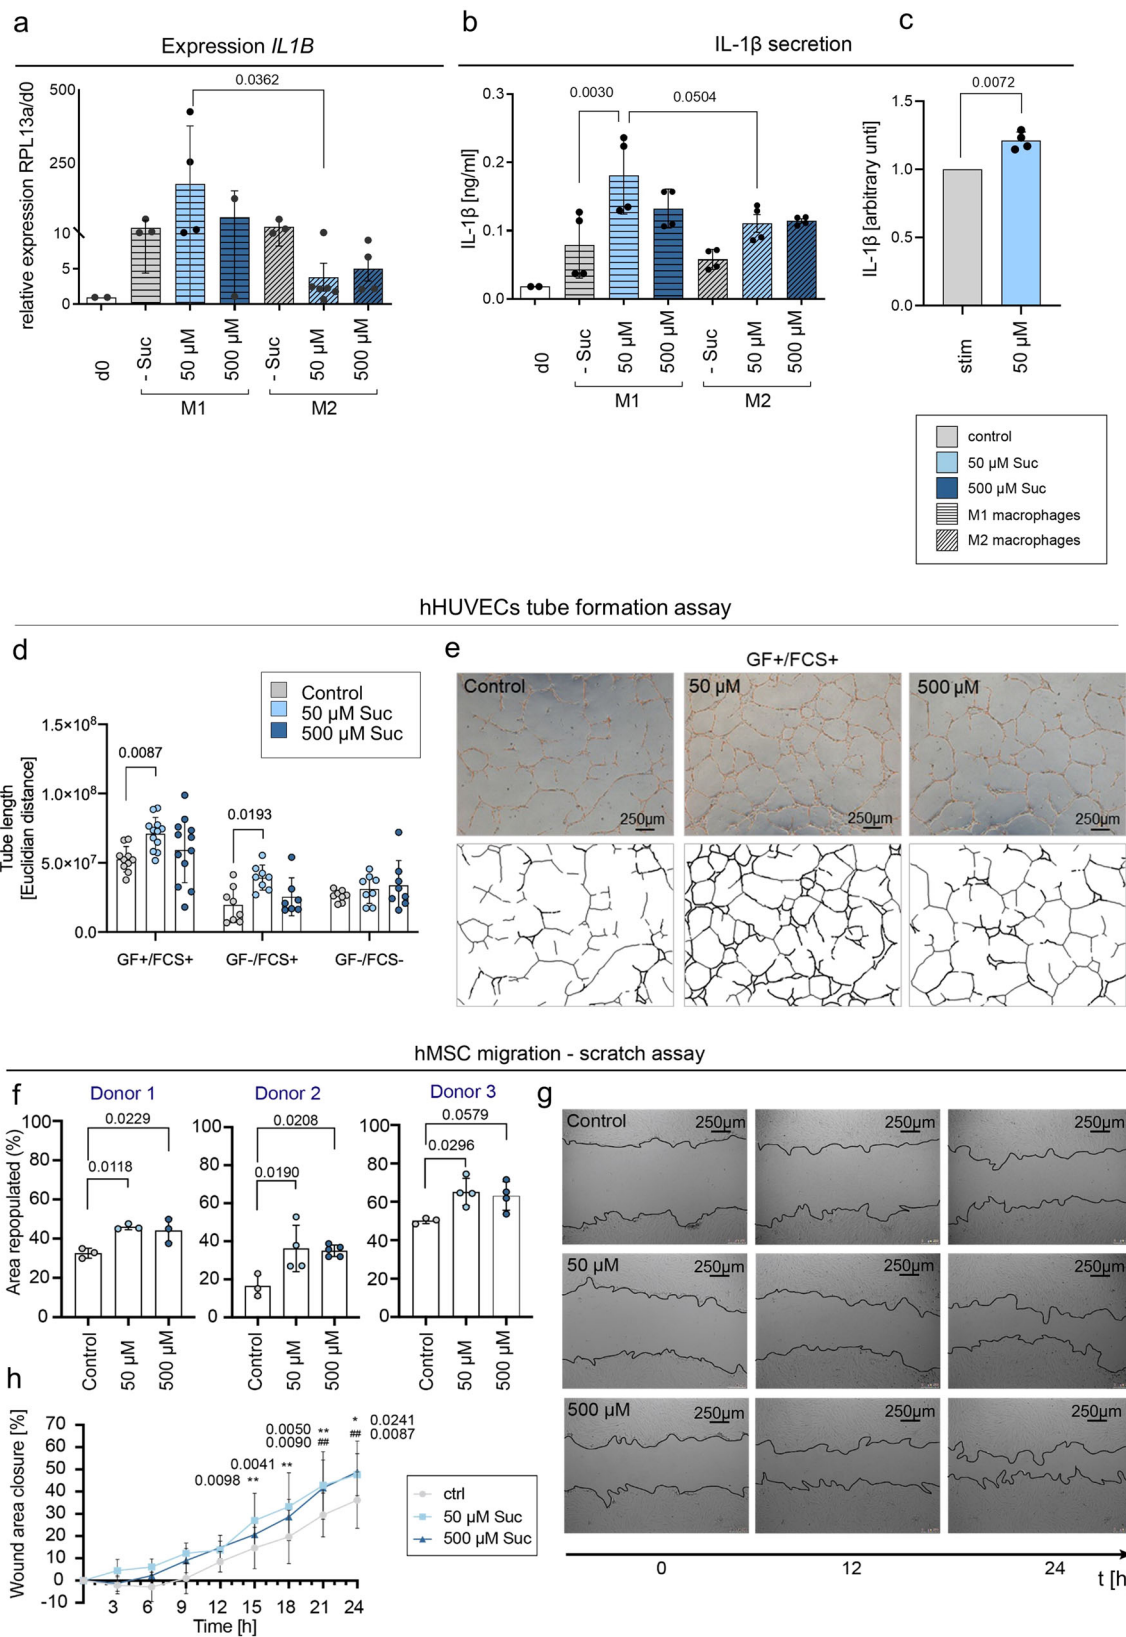 a
Expression IL1B
relative expression RPL13a/d0
500
250
10
5
0
0.0362
d0
- Suc
50 µM
500 µM
- Suc
50 µM
500 µM
M1
M2
b
IL-1β secretion
IL-1β [ng/ml]
0.3
0.2
0.1
0.0
0.0030
0.0504
d0
- Suc
50 µM
500 µM
- Suc
50 µM
500 µM
M1
M2
c
IL-1β [arbitrary unti]
1.5
1.0
0.5
0.0
0.0072
stim
50 µM
control
50 µM Suc
500 µM Suc
M1 macrophages
M2 macrophages
hHUVECs tube formation assay
d
Control
50 µM Suc
500 µM Suc
Tube length
[Euclidian distance]
1.5×10⁸
1.0×10⁸
5.0×10⁷
0.0
0.0087
0.0193
GF+/FCS+
GF-/FCS+
GF-/FCS-
e
GF+/FCS+
Control
50 µM
500 µM
250µm
250µm
250µm
hMSC migration - scratch assay
f
Donor 1
Donor 2
Donor 3
Area repopulated (%)
100
80
60
40
20
0
0.0229
0.0118
Control
50 µM
500 µM
100
80
60
40
20
0
0.0208
0.0190
Control
50 µM
500 µM
100
80
60
40
20
0
0.0579
0.0296
Control
50 µM
500 µM
g
Control
250µm
250µm
250µm
50 µM
250µm
250µm
250µm
500 µM
250µm
250µm
250µm
0
12
24
t [h
h
Wound area closure [%]
70
60
50
40
30
20
10
0
-10
0.0098
**
0.0041
**
0.0050 **
0.0090 ##
* 0.0241
## 0.0087
3
6
9
12
15
18
21
24
Time [h]
ctrl
50 µM Suc
500 µM Suc